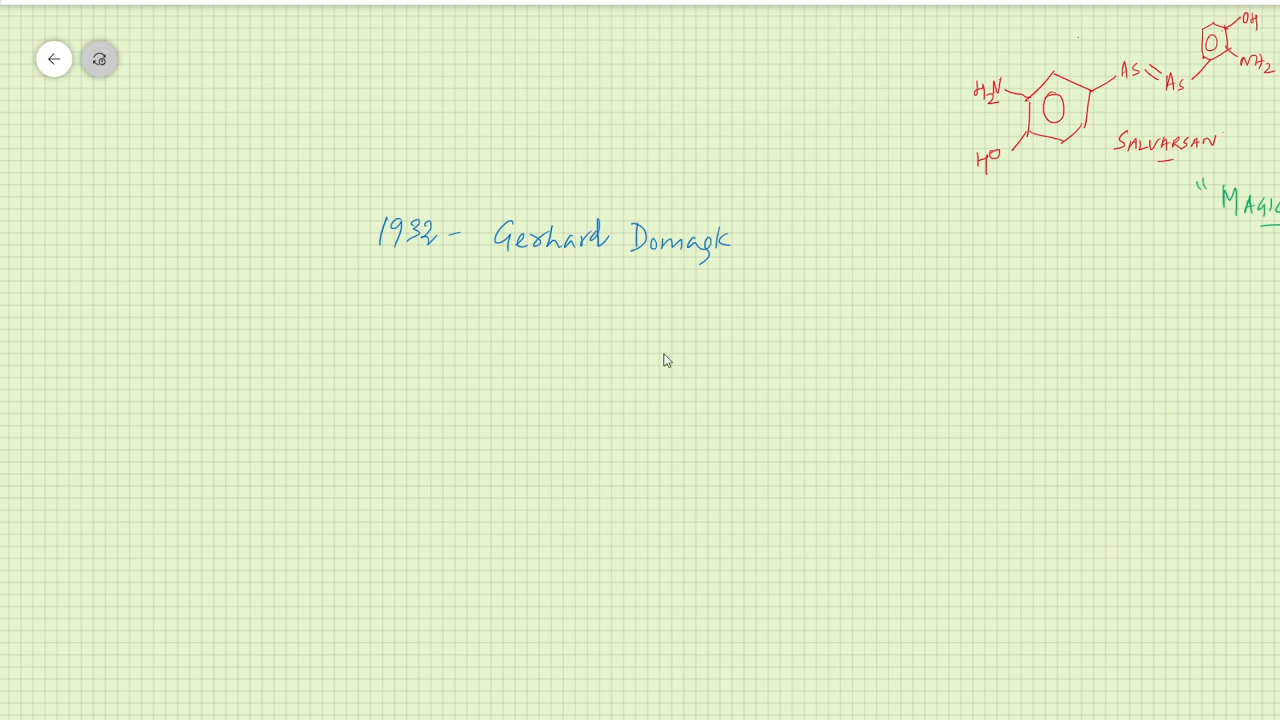 OH
NH2
As
As
H2N
HO
SALVARSAN
" MAGIC
1932 - Gerhard Domagk